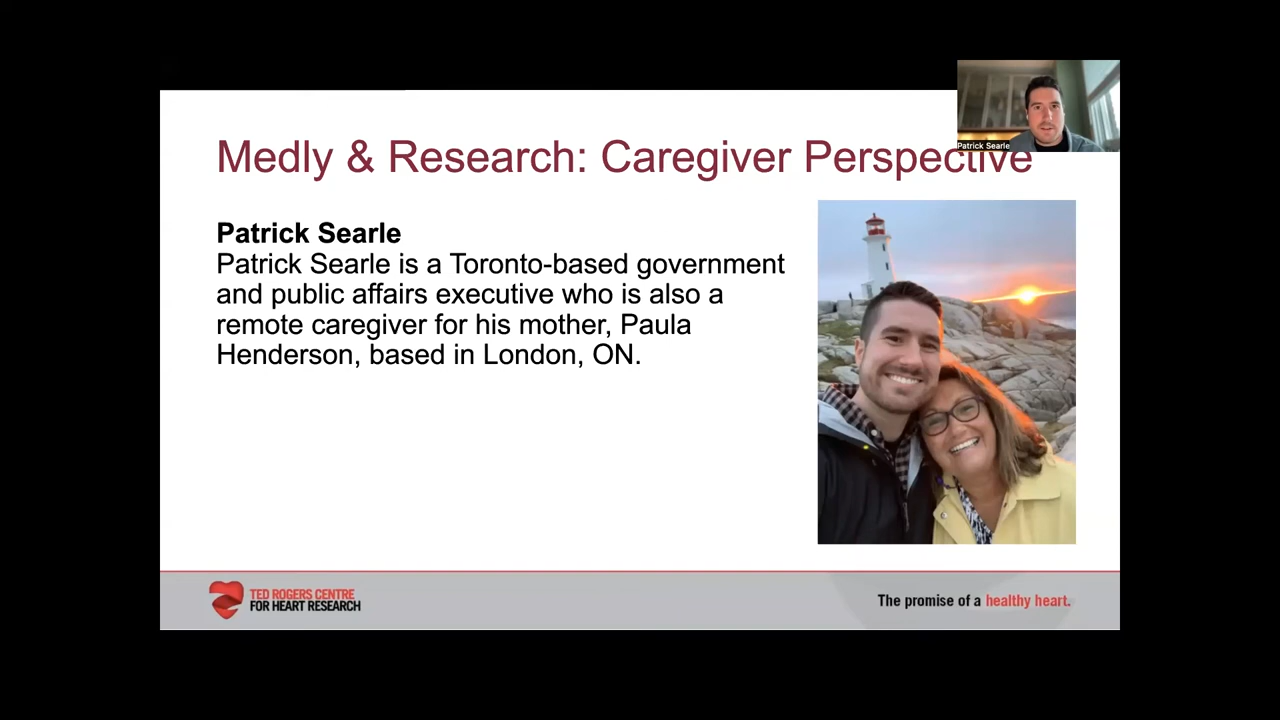 Medly & Research: Caregiver Perspective
Patrick Searle
Patrick Searle
Patrick Searle is a Toronto-based government
and public affairs executive who is also a
remote caregiver for his mother, Paula
Henderson, based in London, ON.
TED ROGERS CENTRE
FOR HEART RESEARCH
The promise of a healthy heart.